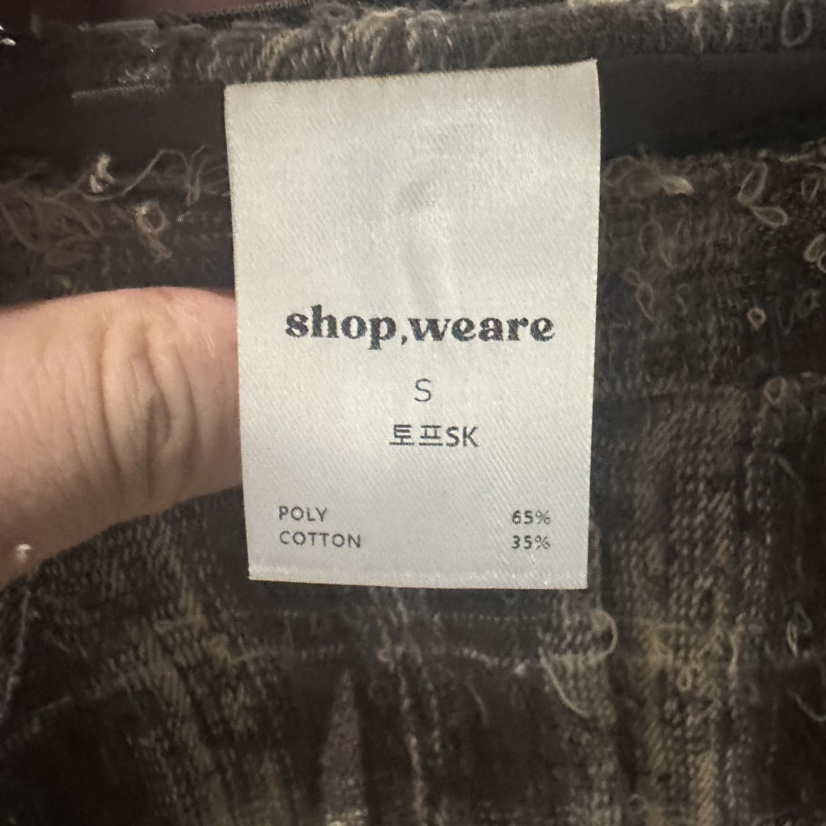 shop,weare
S
토프SK
POLY 65%
COTTON 35%